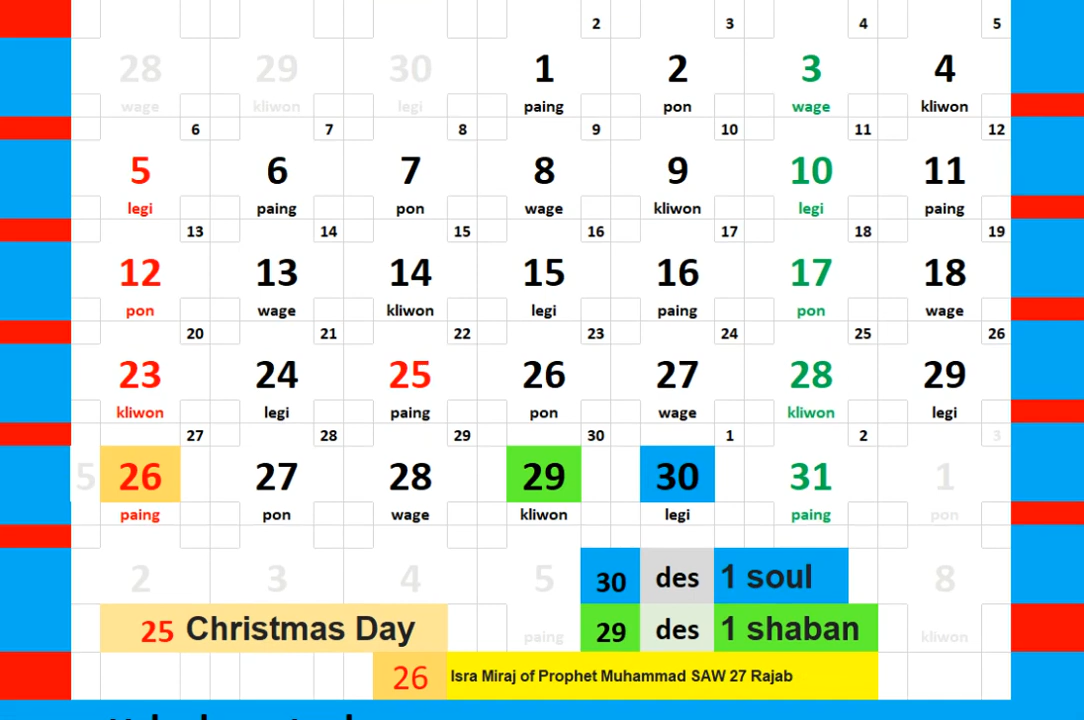 2 3 4 5
28 29 30 1 2 3 4
wage kliwon legi paing pon wage kliwon
6 7 8 9 10 11 12
5 6 7 8 9 10 11
legi paing pon wage kliwon legi paing
13 14 15 16 17 18 19
12 13 14 15 16 17 18
pon wage kliwon legi paing pon wage
20 21 22 23 24 25 26
23 24 25 26 27 28 29
kliwon legi paing pon wage kliwon legi
27 28 29 30 1 2 3
5 26 27 28 29 30 31 1
paing pon wage kliwon legi paing pon
2 3 4 5 30 des 1 soul 8
25 Christmas Day paing 29 des 1 shaban kliwon
26 Isra Miraj of Prophet Muhammad SAW 27 Rajab